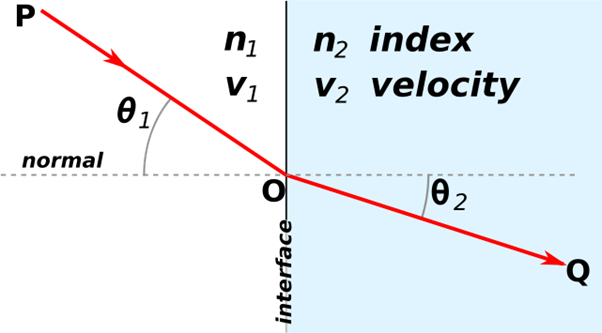 P
n₁ n₂ index
v₁ v₂ velocity
θ₁
normal
O
θ₂
interface
Q